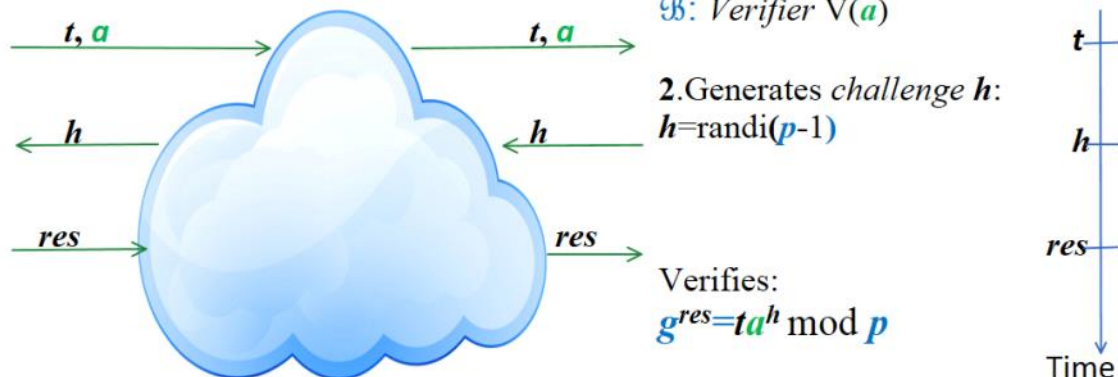 t, a
t, a
ℬ: Verifier V(a)
t
2.Generates challenge h:
h
h
h=randi(p-1)
h
res
res
res
Verifies:
g^res=ta^h mod p
Time